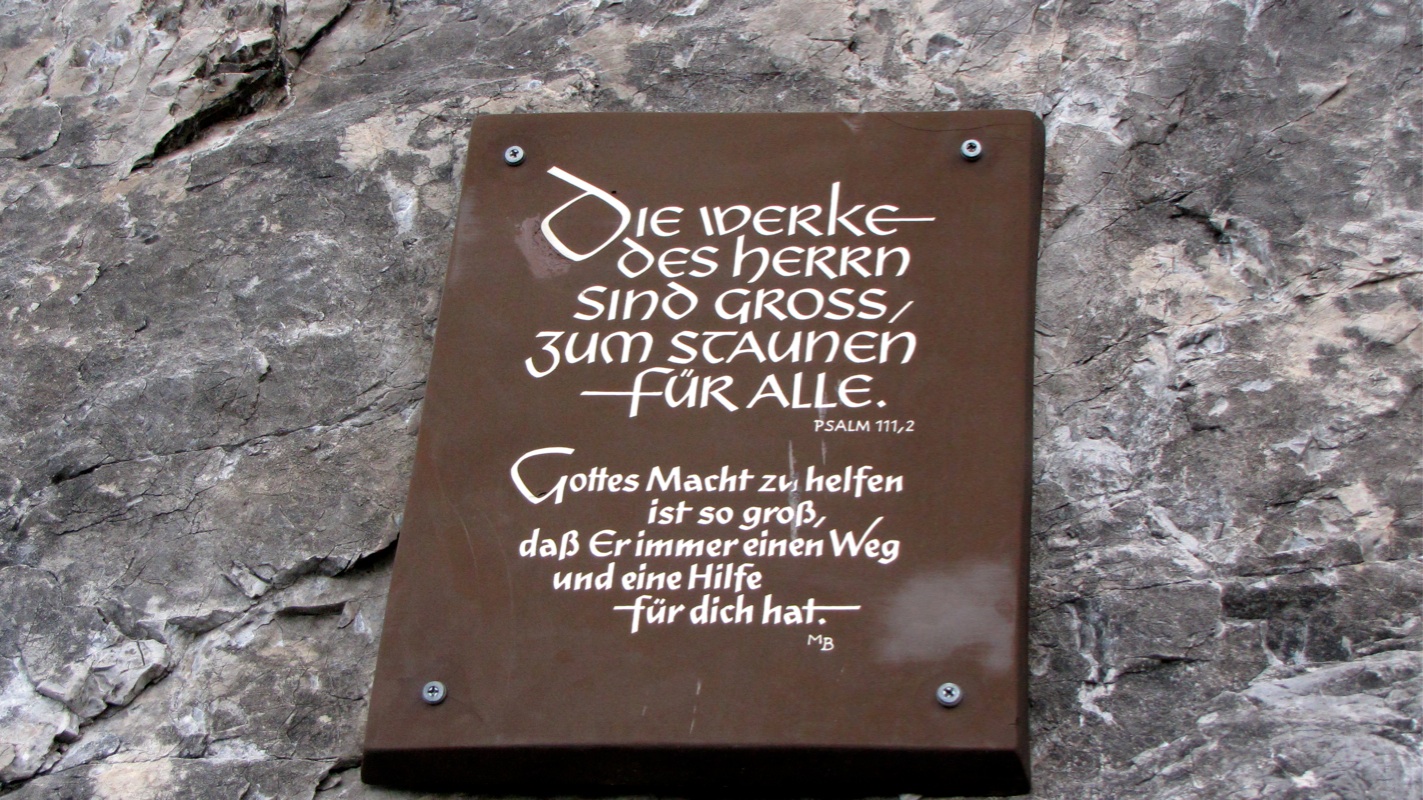 Die Werke
des Herrn
sind gross,
zum Staunen
für alle.
PSALM 111,2
Gottes Macht zu helfen
ist so groß,
daß Er immer einen Weg
und eine Hilfe
für dich hat.
MB